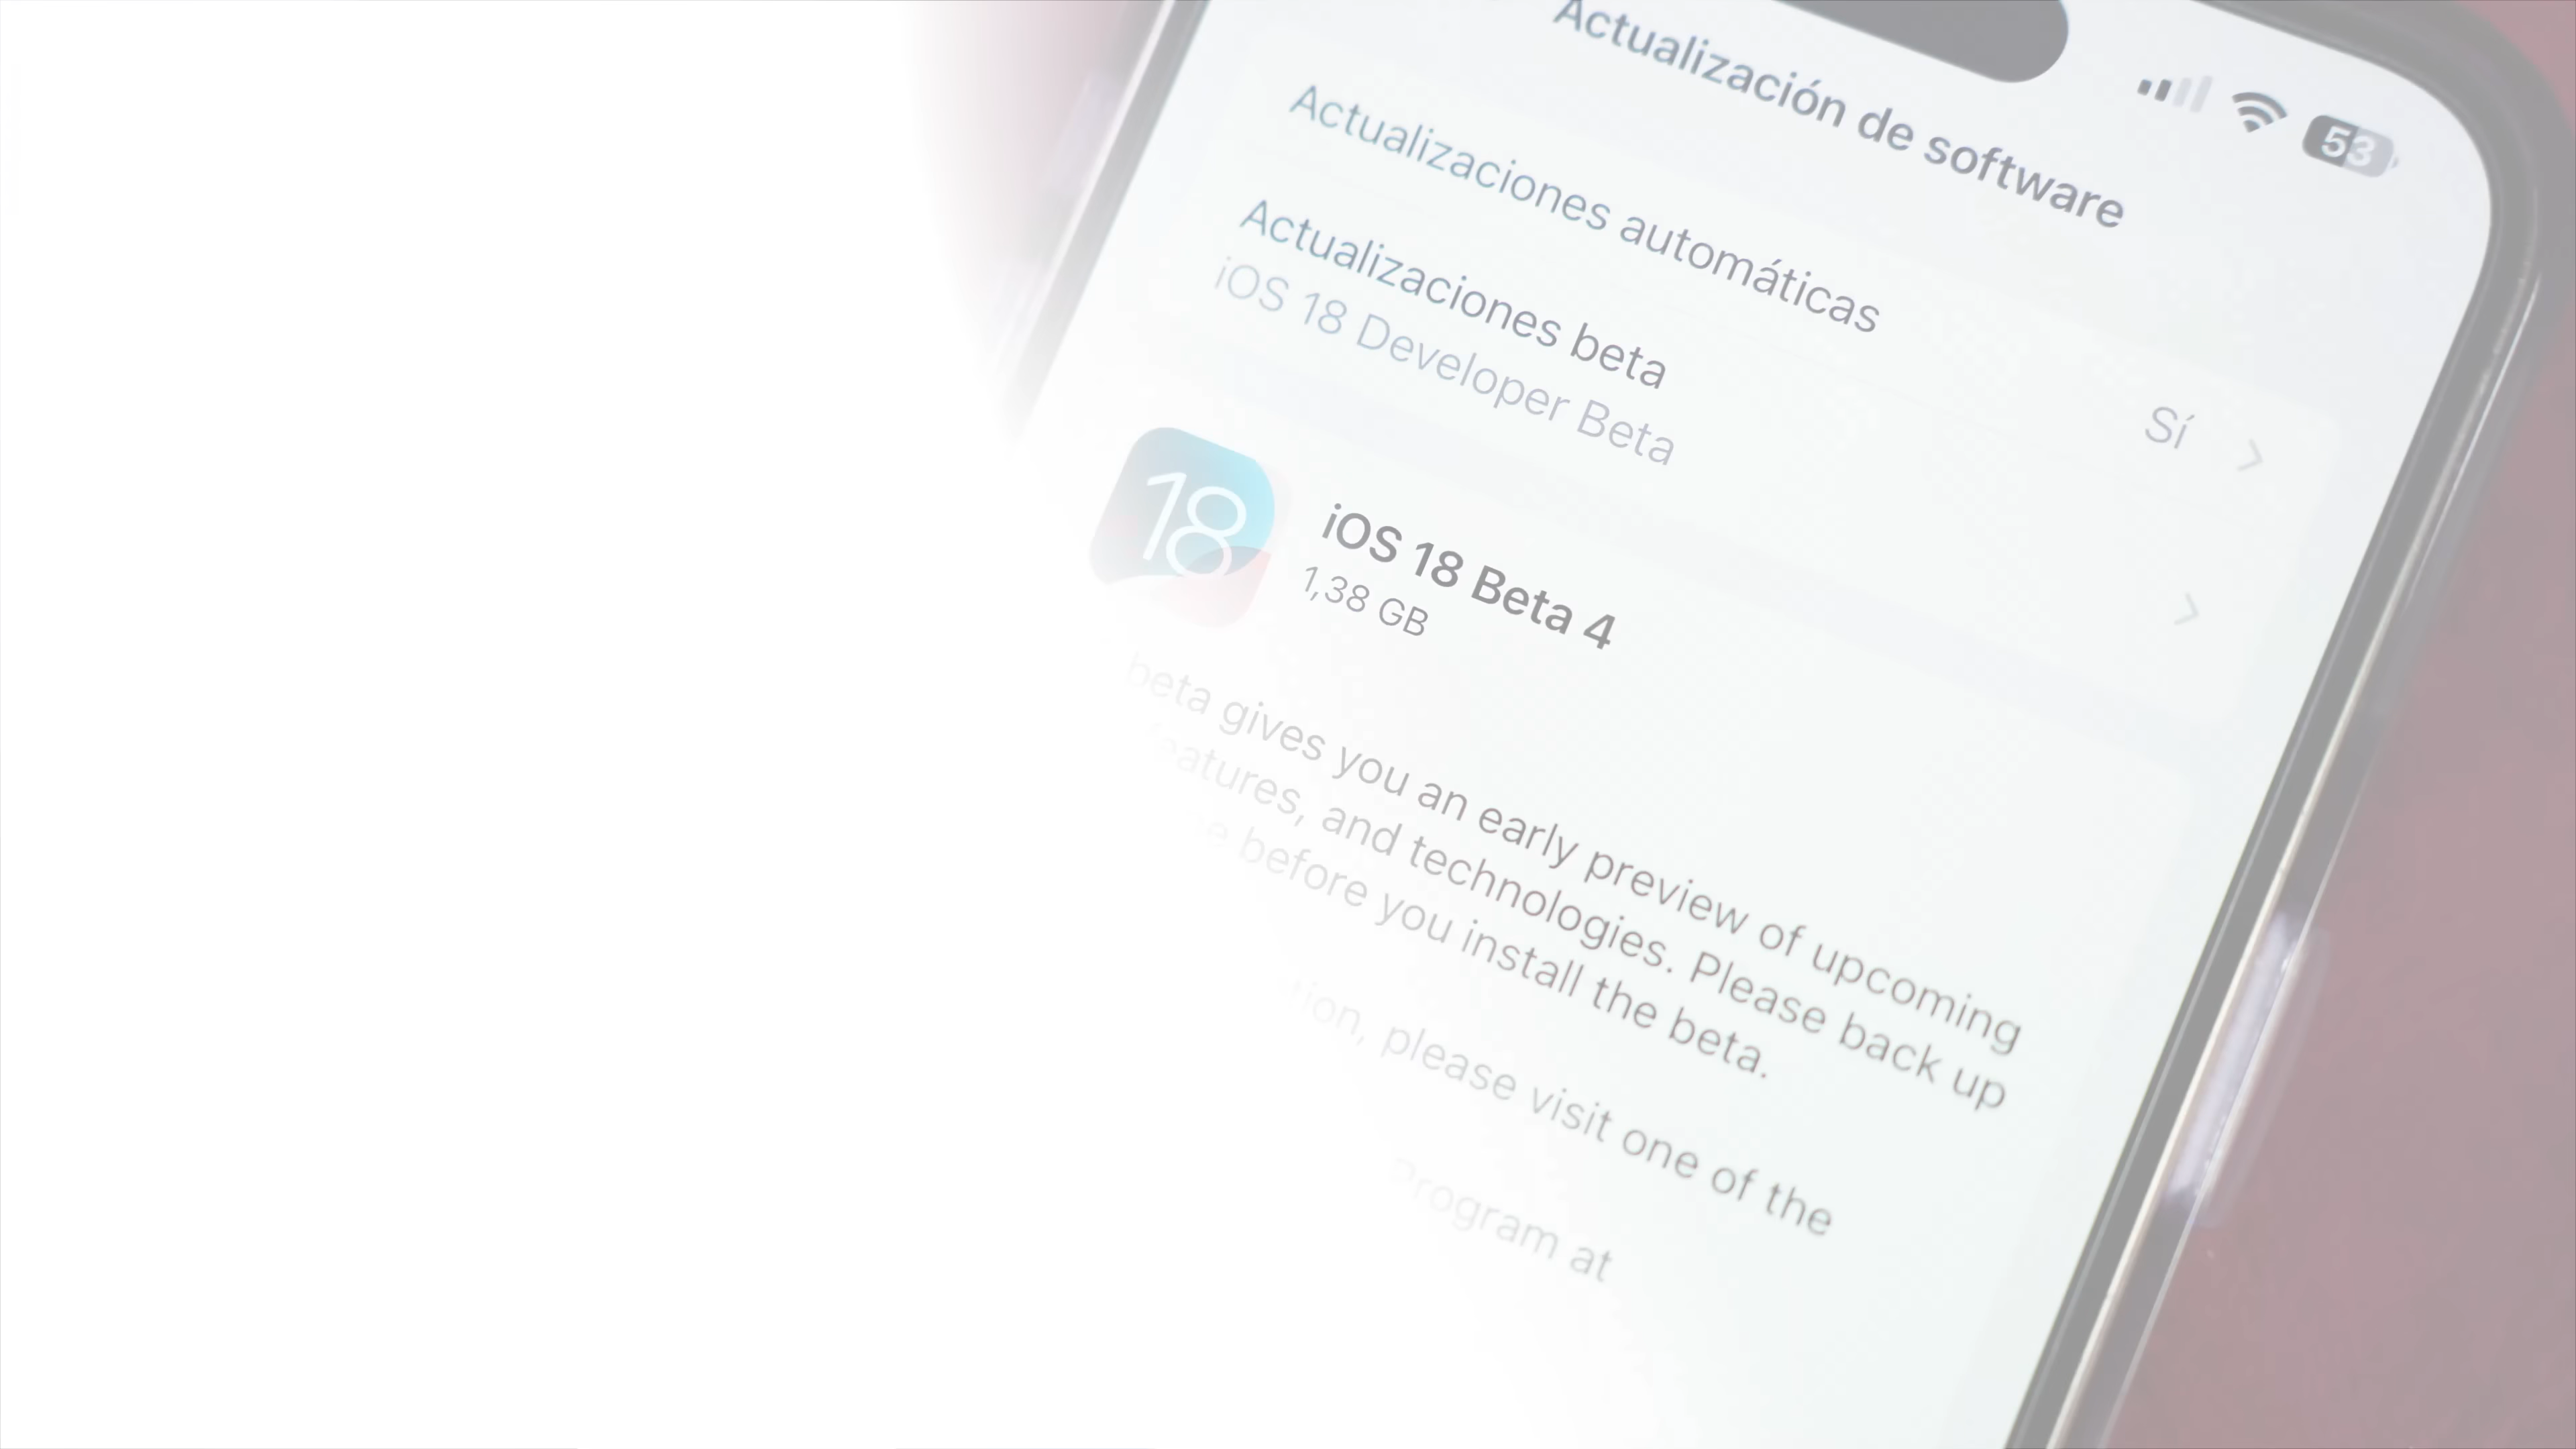 53
Actualización de software
Actualizaciones automáticas
Sí
Actualizaciones beta
iOS 18 Developer Beta
18
iOS 18 Beta 4
1,38 GB
beta gives you an early preview of upcoming
features, and technologies. Please back up
before you install the beta.
please visit one of the
Program at